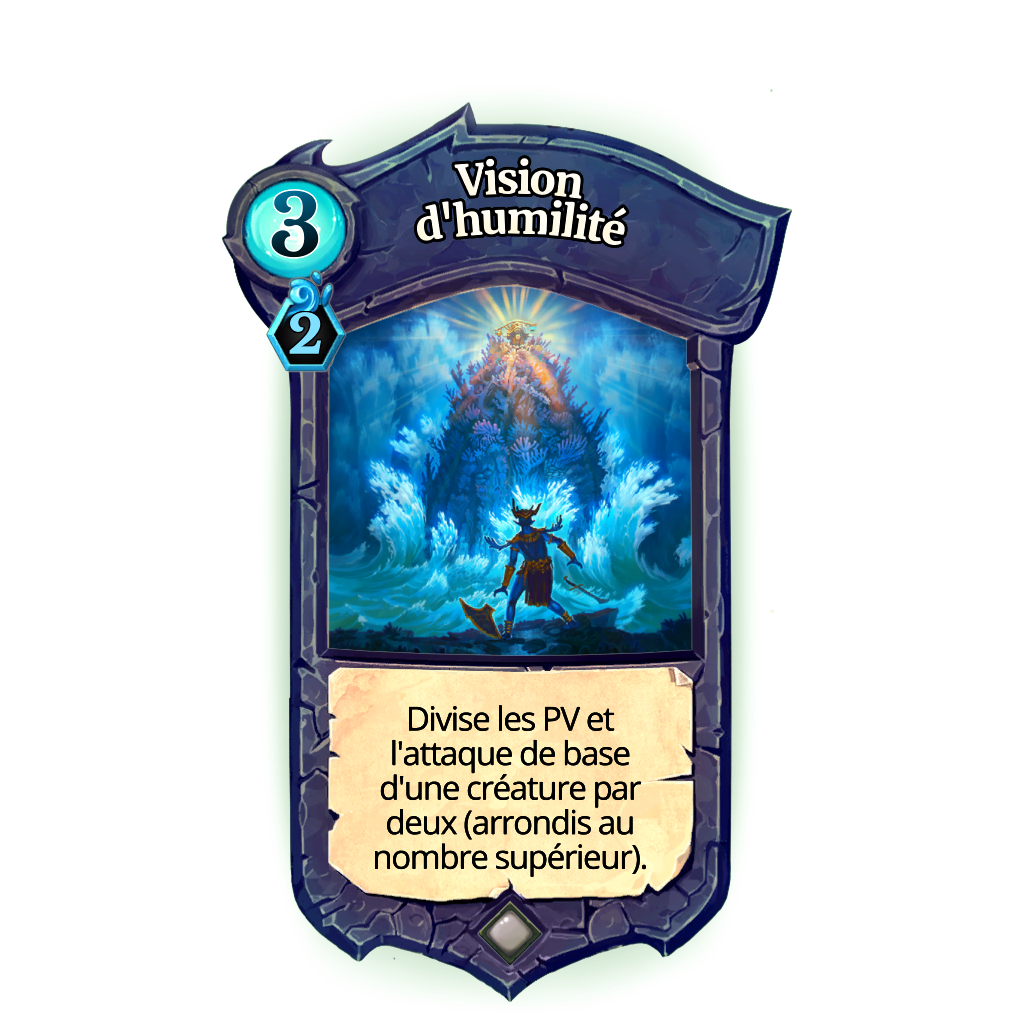 Vision
d'humilité
3
2
Divise les PV et
l'attaque de base
d'une créature par
deux (arrondis au
nombre supérieur).